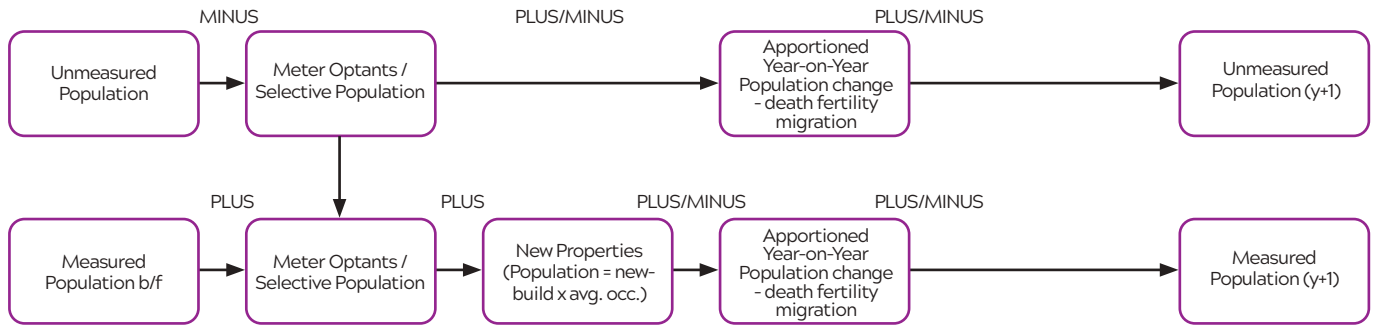 MINUS
PLUS/MINUS
PLUS/MINUS
Unmeasured
Population
Meter Optants /
Selective Population
Apportioned
Year-on-Year
Population change
- death fertility
migration
Unmeasured
Population (y+1)
PLUS
PLUS
PLUS/MINUS
PLUS/MINUS
Measured
Population b/f
Meter Optants /
Selective Population
New Properties
(Population = new-
build x avg. occ.)
Apportioned
Year-on-Year
Population change
- death fertility
migration
Measured
Population (y+1)